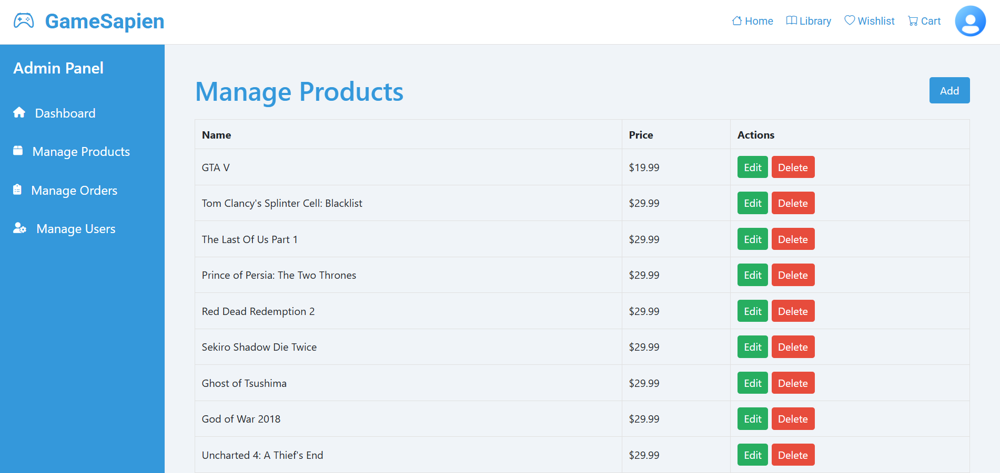 GameSapien
Home Library Wishlist Cart
Admin Panel
Dashboard
Manage Products
Manage Orders
Manage Users
Manage Products
Add
Name Price Actions
GTA V $19.99 Edit Delete
Tom Clancy's Splinter Cell: Blacklist $29.99 Edit Delete
The Last Of Us Part 1 $29.99 Edit Delete
Prince of Persia: The Two Thrones $29.99 Edit Delete
Red Dead Redemption 2 $29.99 Edit Delete
Sekiro Shadow Die Twice $29.99 Edit Delete
Ghost of Tsushima $29.99 Edit Delete
God of War 2018 $29.99 Edit Delete
Uncharted 4: A Thief's End $29.99 Edit Delete